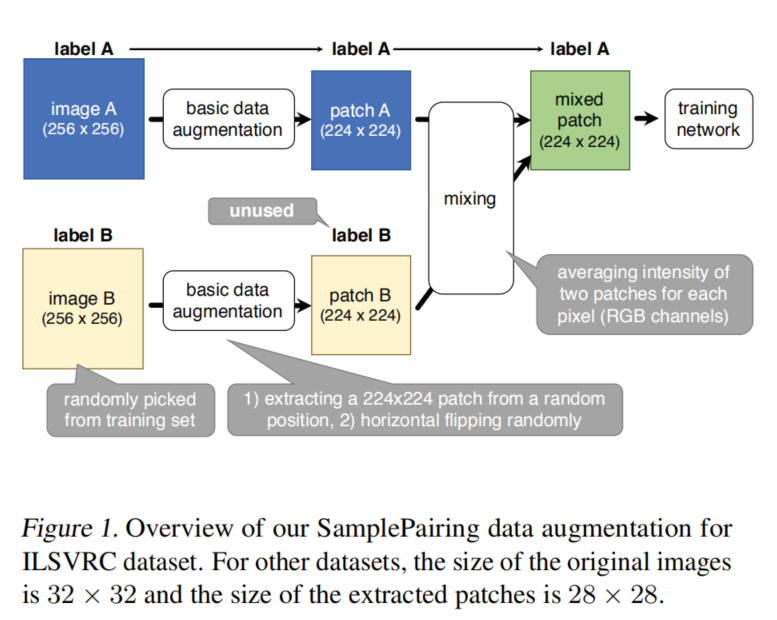 label A
label A
label A
image A
(256 x 256)
basic data
augmentation
patch A
(224 x 224)
mixed
patch
(224 x 224)
training
network
mixing
unused
label B
label B
image B
(256 x 256)
basic data
augmentation
patch B
(224 x 224)
averaging intensity of
two patches for each
pixel (RGB channels)
randomly picked
from training set
1) extracting a 224x224 patch from a random
position, 2) horizontal flipping randomly
Figure 1. Overview of our SamplePairing data augmentation for
ILSVRC dataset. For other datasets, the size of the original images
is 32 × 32 and the size of the extracted patches is 28 × 28.